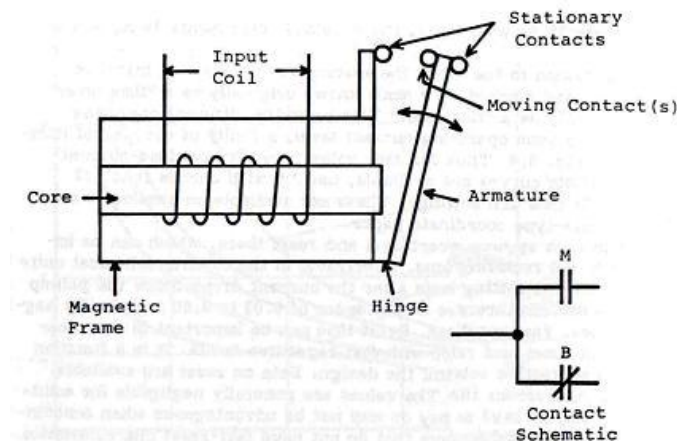 Stationary
Contacts
Input
Coil
Moving Contact(s)
Core
Armature
Magnetic
Frame
Hinge
M
B
Contact
Schematic